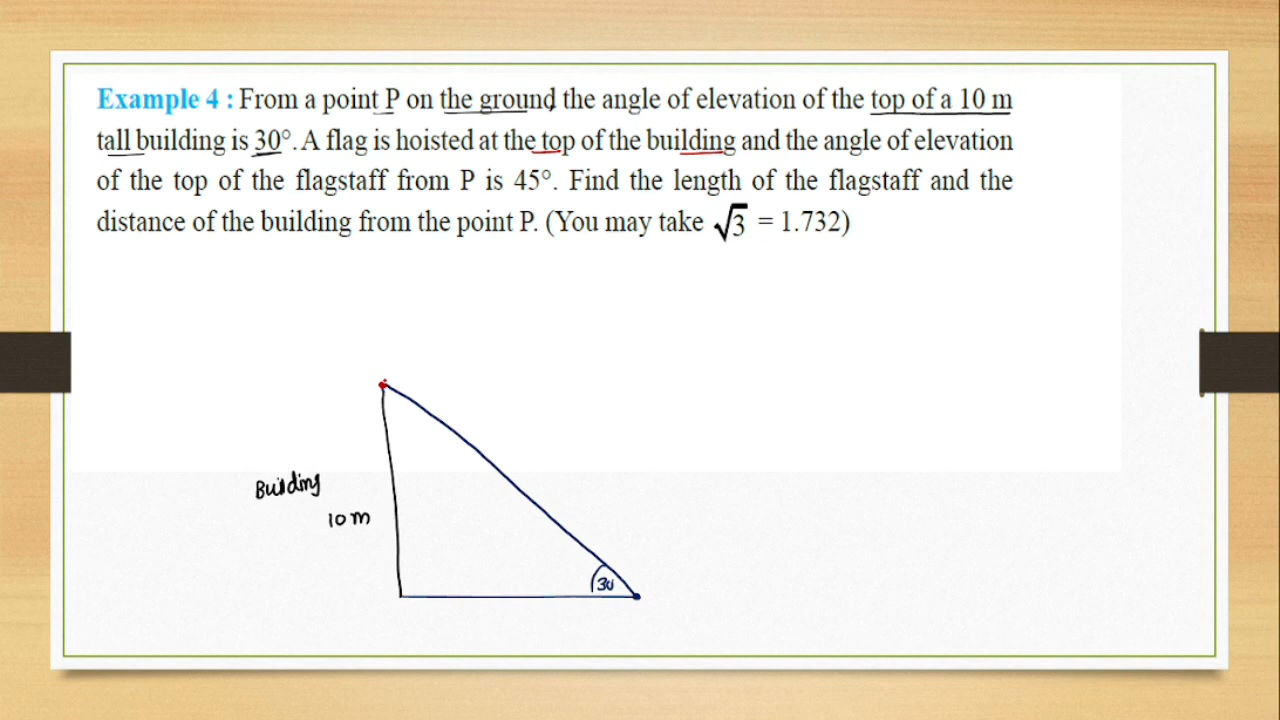 Example 4 : From a point P on the ground the angle of elevation of the top of a 10 m
tall building is 30°. A flag is hoisted at the top of the building and the angle of elevation
of the top of the flagstaff from P is 45°. Find the length of the flagstaff and the
distance of the building from the point P. (You may take √3 = 1.732)
Building
10 m
30